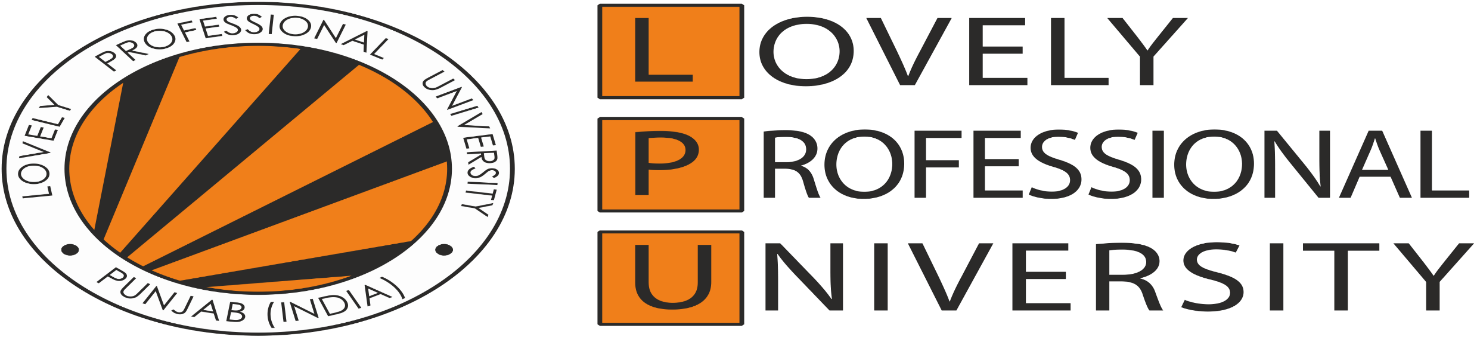 LOVELY PROFESSIONAL UNIVERSITY
• PUNJAB (INDIA) •
LOVELY
PROFESSIONAL
UNIVERSITY